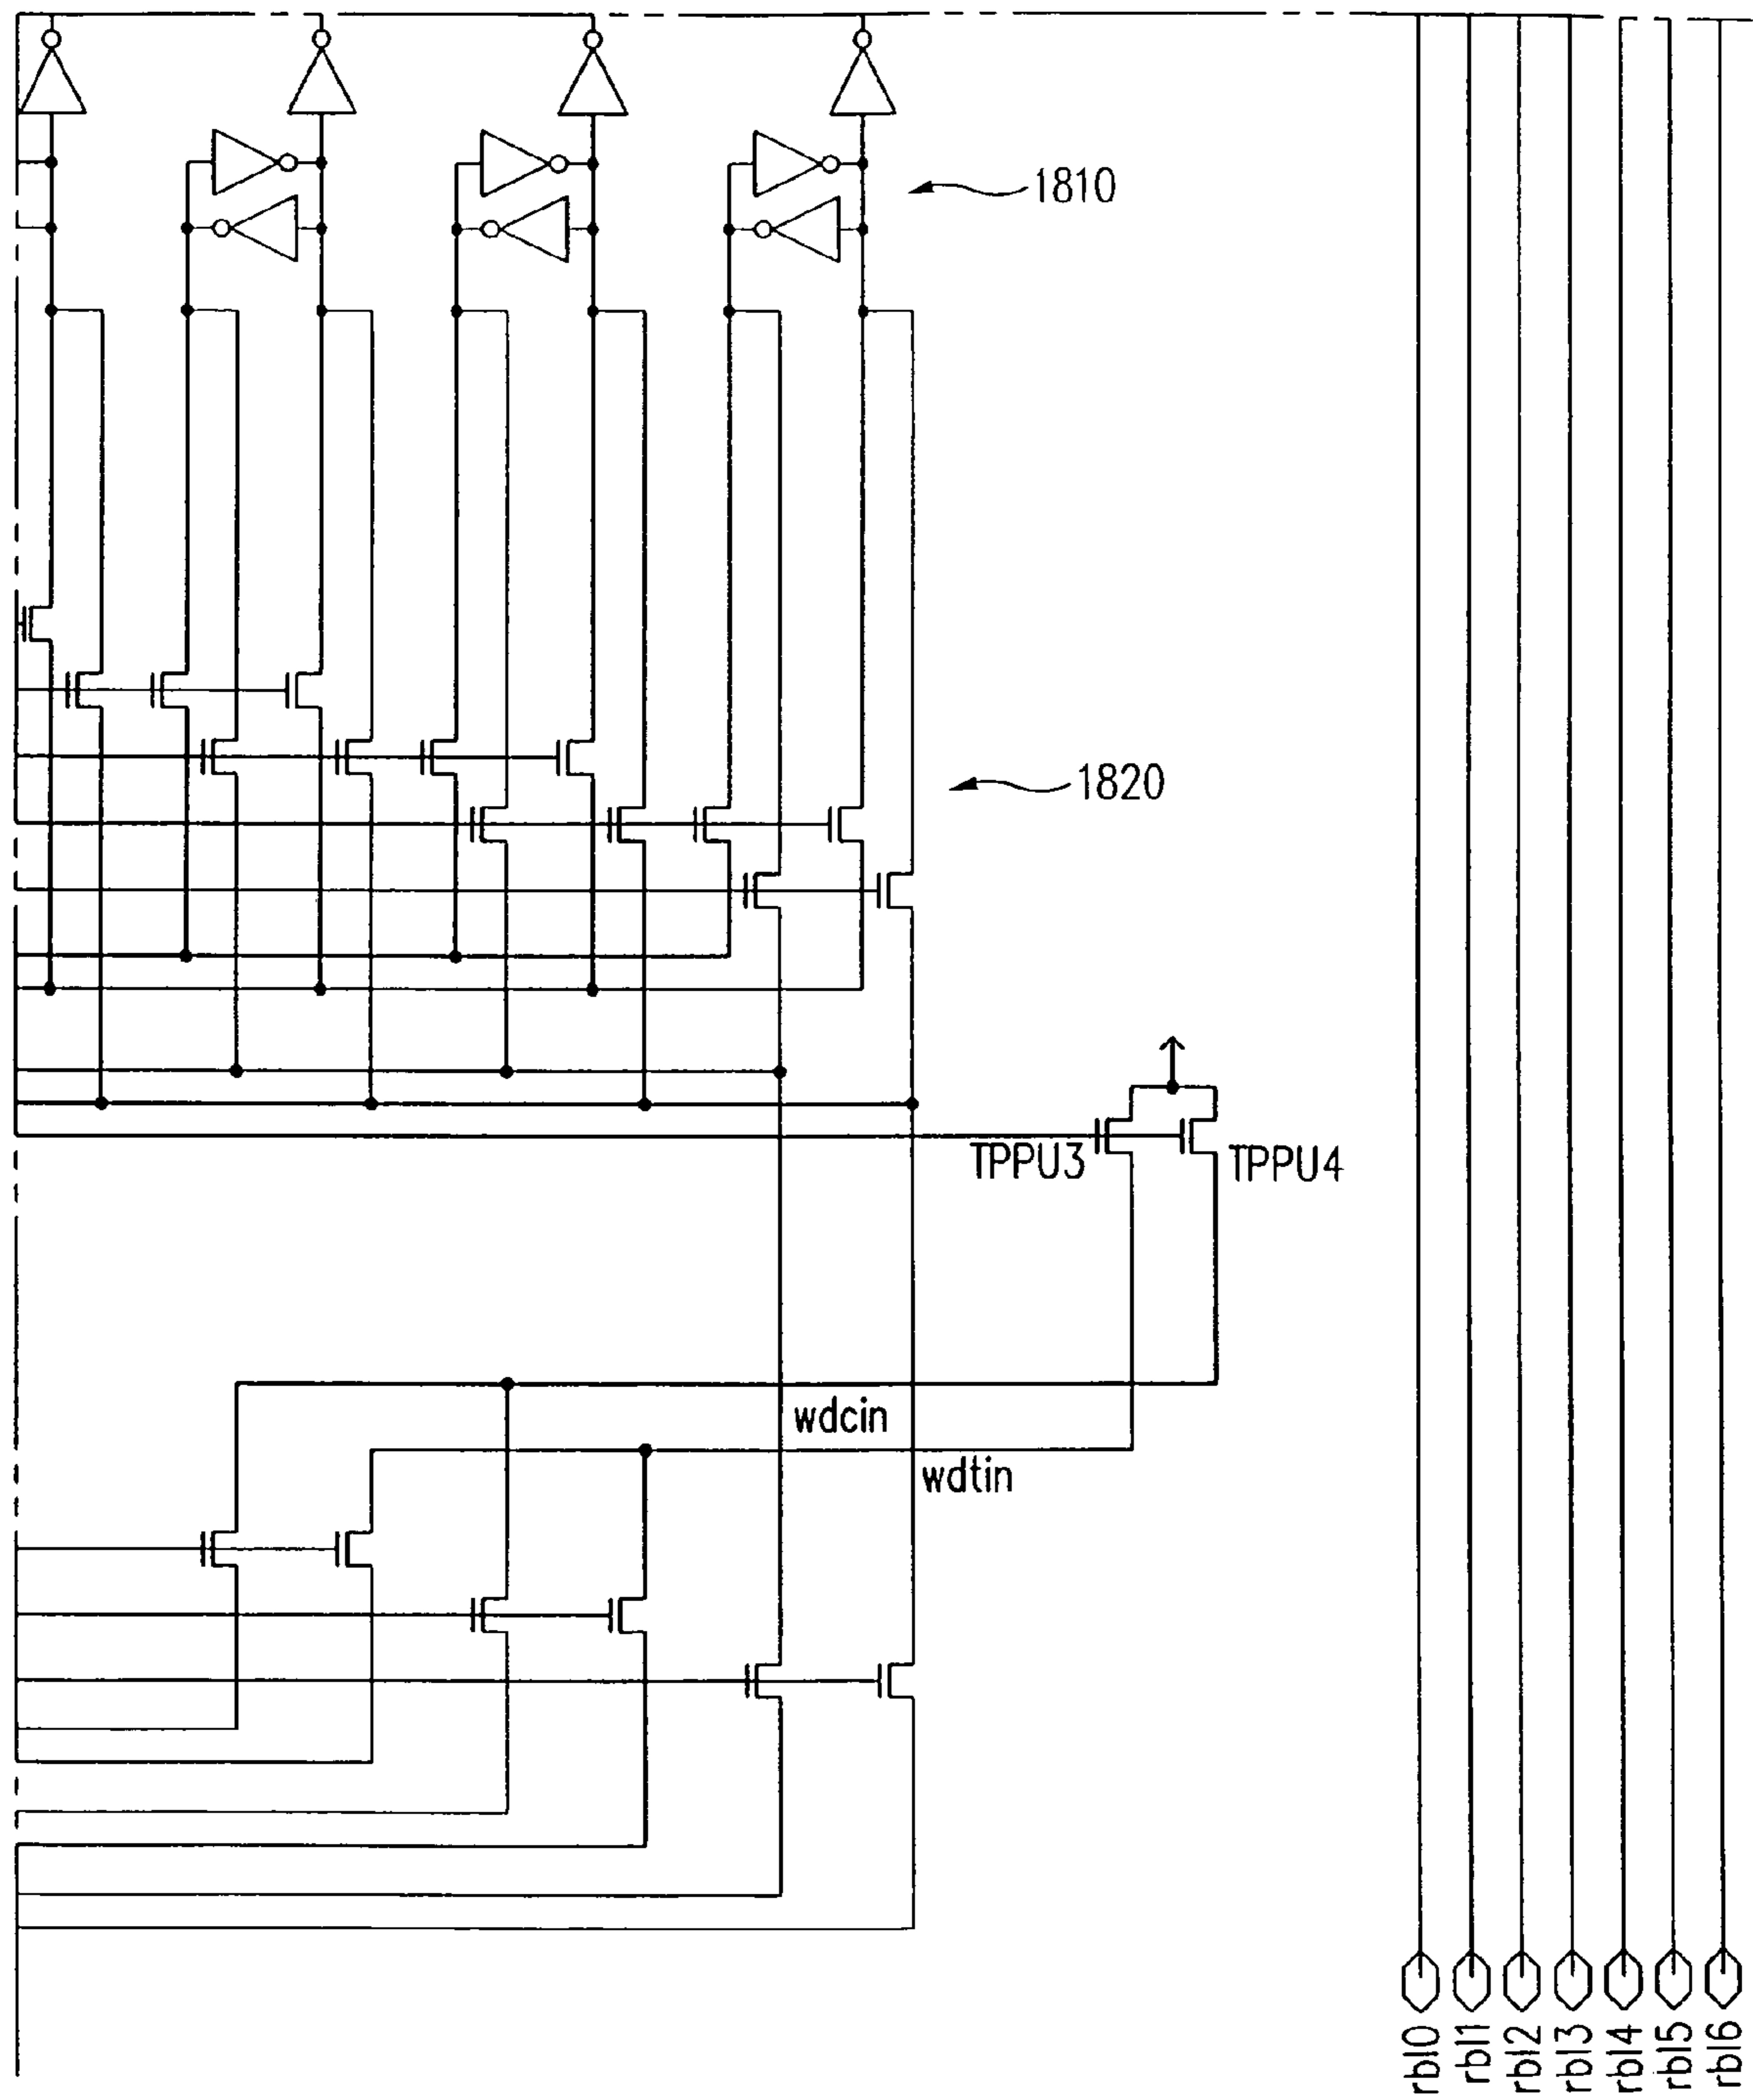 1810
1820
TPPU3
TPPU4
wdcin
wdtin
rbl0
rbl1
rbl2
rbl3
rbl4
rbl5
rbl6